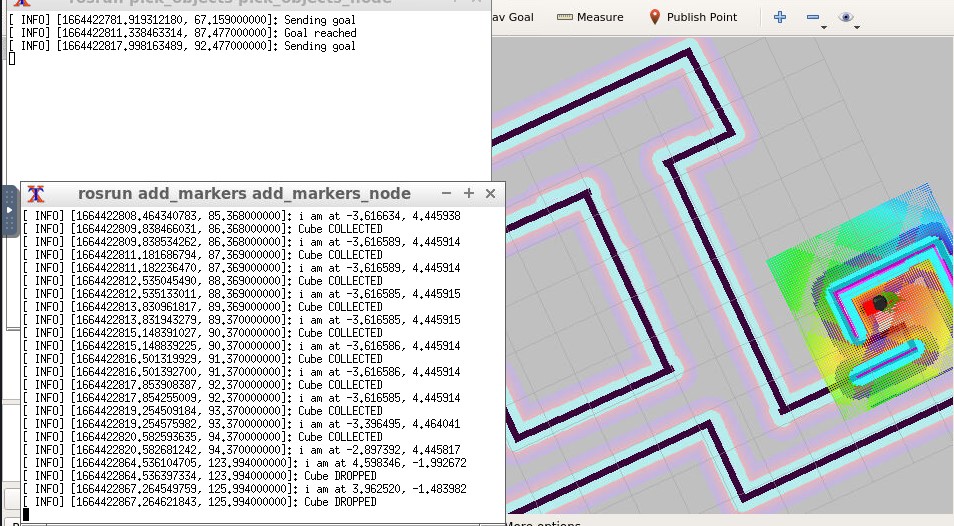 rosrun pick_objects pick_objects_node
[ INFO] [1664422781.919312180, 67.159000000]: Sending goal
[ INFO] [1664422811.338463314, 87.477000000]: Goal reached
[ INFO] [1664422817.998163489, 92.477000000]: Sending goal
av Goal
Measure
Publish Point
rosrun add_markers add_markers_node
[ INFO] [1664422808.464340783, 85.368000000]: i am at -3.616634, 4.445938
[ INFO] [1664422809.838466031, 86.368000000]: Cube COLLECTED
[ INFO] [1664422809.838534262, 86.368000000]: i am at -3.616589, 4.445914
[ INFO] [1664422811.181686794, 87.369000000]: Cube COLLECTED
[ INFO] [1664422811.182236470, 87.369000000]: i am at -3.616589, 4.445914
[ INFO] [1664422812.535045490, 88.369000000]: Cube COLLECTED
[ INFO] [1664422812.535133011, 88.369000000]: i am at -3.616585, 4.445915
[ INFO] [1664422813.830961817, 89.369000000]: Cube COLLECTED
[ INFO] [1664422813.831943279, 89.370000000]: i am at -3.616585, 4.445915
[ INFO] [1664422815.148391027, 90.370000000]: Cube COLLECTED
[ INFO] [1664422815.148839225, 90.370000000]: i am at -3.616586, 4.445914
[ INFO] [1664422816.501319929, 91.370000000]: Cube COLLECTED
[ INFO] [1664422816.501392700, 91.370000000]: i am at -3.616586, 4.445914
[ INFO] [1664422817.853908387, 92.370000000]: Cube COLLECTED
[ INFO] [1664422817.854255009, 92.370000000]: i am at -3.616585, 4.445914
[ INFO] [1664422819.254509184, 93.370000000]: Cube COLLECTED
[ INFO] [1664422819.254575982, 93.370000000]: i am at -3.396495, 4.464041
[ INFO] [1664422820.582593635, 94.370000000]: Cube COLLECTED
[ INFO] [1664422820.582681242, 94.370000000]: i am at -2.897392, 4.445817
[ INFO] [1664422864.536104705, 123.994000000]: i am at 4.598346, -1.992672
[ INFO] [1664422864.536397334, 123.994000000]: Cube DROPPED
[ INFO] [1664422867.264549759, 125.994000000]: i am at 3.962520, -1.483982
[ INFO] [1664422867.264621843, 125.994000000]: Cube DROPPED
More options